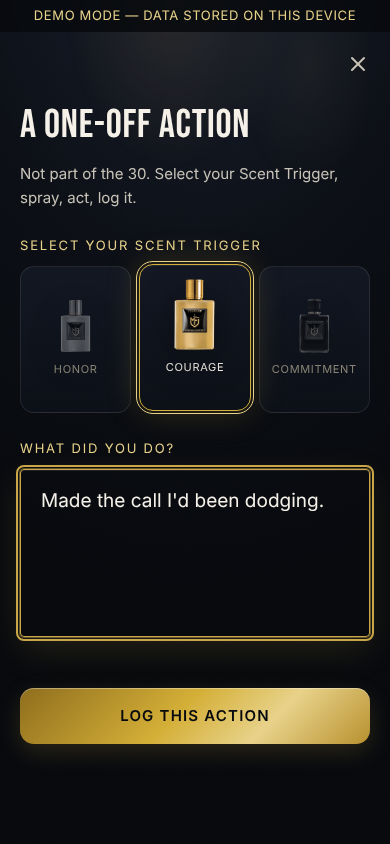 DEMO MODE — DATA STORED ON THIS DEVICE
A ONE-OFF ACTION
Not part of the 30. Select your Scent Trigger,
spray, act, log it.
SELECT YOUR SCENT TRIGGER
HONOR
COURAGE
COMMITMENT
WHAT DID YOU DO?
Made the call I'd been dodging.
LOG THIS ACTION